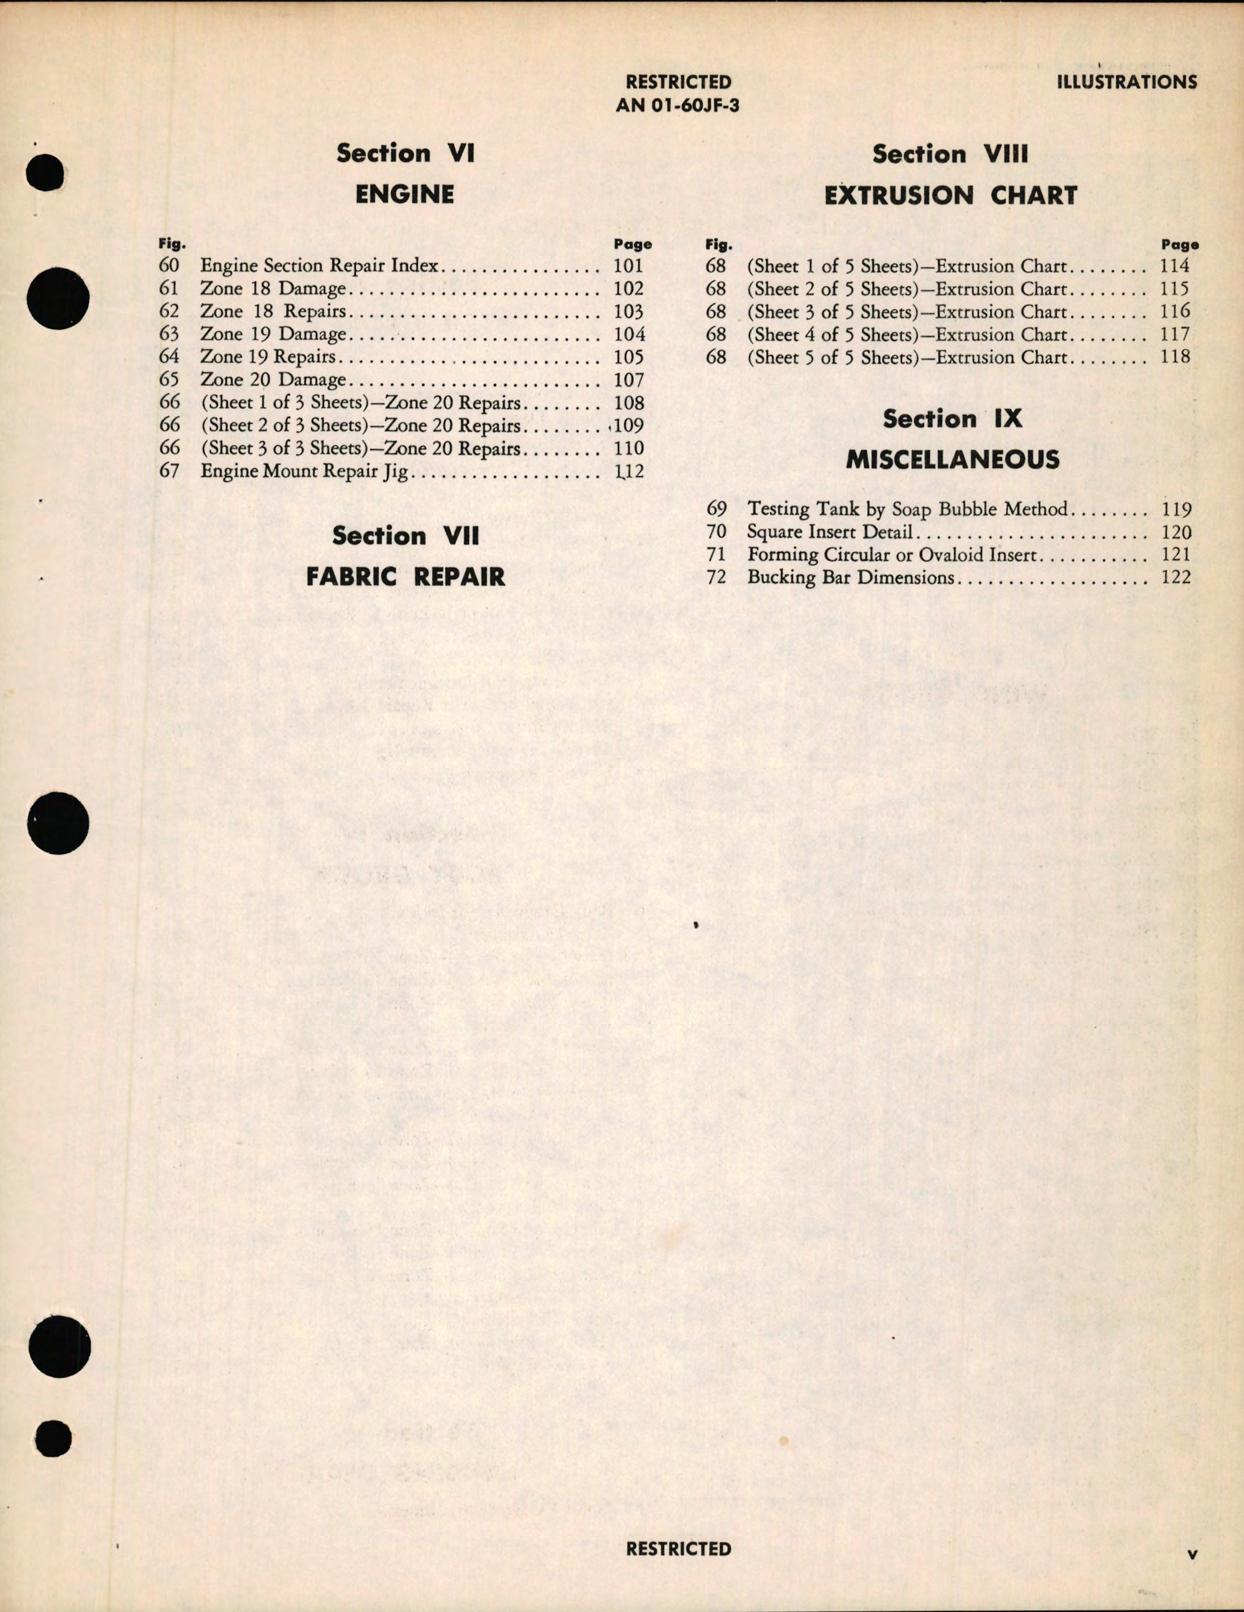 RESTRICTED
AN 01-60JF-3
ILLUSTRATIONS
Section VI
ENGINE
Fig. Page
60 Engine Section Repair Index................ 101
61 Zone 18 Damage......................... 102
62 Zone 18 Repairs......................... 103
63 Zone 19 Damage......................... 104
64 Zone 19 Repairs.......................... 105
65 Zone 20 Damage......................... 107
66 (Sheet 1 of 3 Sheets)—Zone 20 Repairs........ 108
66 (Sheet 2 of 3 Sheets)—Zone 20 Repairs........ 109
66 (Sheet 3 of 3 Sheets)—Zone 20 Repairs........ 110
67 Engine Mount Repair Jig................... 112
Section VII
FABRIC REPAIR
Section VIII
EXTRUSION CHART
Fig. Page
68 (Sheet 1 of 5 Sheets)—Extrusion Chart........ 114
68 (Sheet 2 of 5 Sheets)—Extrusion Chart........ 115
68 (Sheet 3 of 5 Sheets)—Extrusion Chart........ 116
68 (Sheet 4 of 5 Sheets)—Extrusion Chart........ 117
68 (Sheet 5 of 5 Sheets)—Extrusion Chart........ 118
Section IX
MISCELLANEOUS
69 Testing Tank by Soap Bubble Method........ 119
70 Square Insert Detail....................... 120
71 Forming Circular or Ovaloid Insert........... 121
72 Bucking Bar Dimensions................... 122
RESTRICTED
v